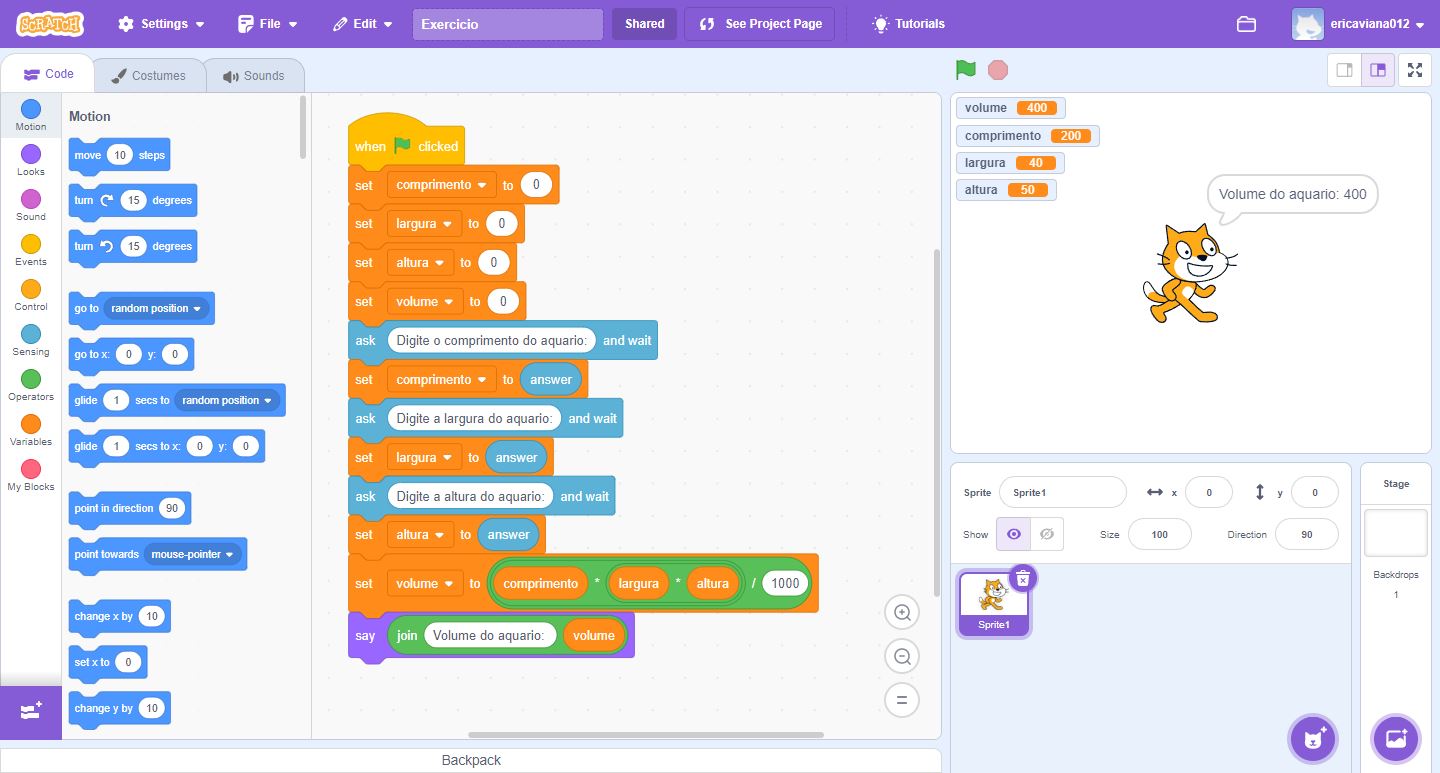 SCRATCH Settings File Edit Exercicio Shared See Project Page Tutorials ericaviana012
Code Costumes Sounds
Motion
Looks
Sound
Events
Control
Sensing
Operators
Variables
My Blocks
Motion
move 10 steps
turn 15 degrees
turn 15 degrees
go to random position
go to x: 0 y: 0
glide 1 secs to random position
glide 1 secs to x: 0 y: 0
point in direction 90
point towards mouse-pointer
change x by 10
set x to 0
change y by 10
when clicked
set comprimento to 0
set largura to 0
set altura to 0
set volume to 0
ask Digite o comprimento do aquario: and wait
set comprimento to answer
ask Digite a largura do aquario: and wait
set largura to answer
ask Digite a altura do aquario: and wait
set altura to answer
set volume to comprimento * largura * altura / 1000
say join Volume do aquario: volume
Backpack
volume 400
comprimento 200
largura 40
altura 50
Volume do aquario: 400
Sprite Sprite1 x 0 y 0
Show Size 100 Direction 90
Sprite1
Stage
Backdrops
1